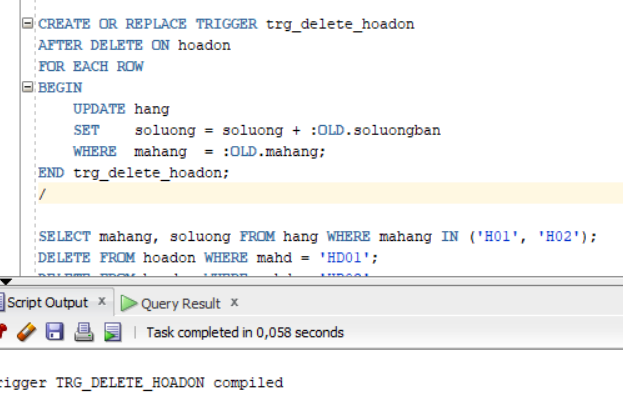 CREATE OR REPLACE TRIGGER trg_delete_hoadon
AFTER DELETE ON hoadon
FOR EACH ROW
BEGIN
UPDATE hang
SET soluong = soluong + :OLD.soluongban
WHERE mahang = :OLD.mahang;
END trg_delete_hoadon;
/
SELECT mahang, soluong FROM hang WHERE mahang IN ('H01', 'H02');
DELETE FROM hoadon WHERE mahd = 'HD01';
Script Output x Query Result x
Task completed in 0,058 seconds
rigger TRG_DELETE_HOADON compiled